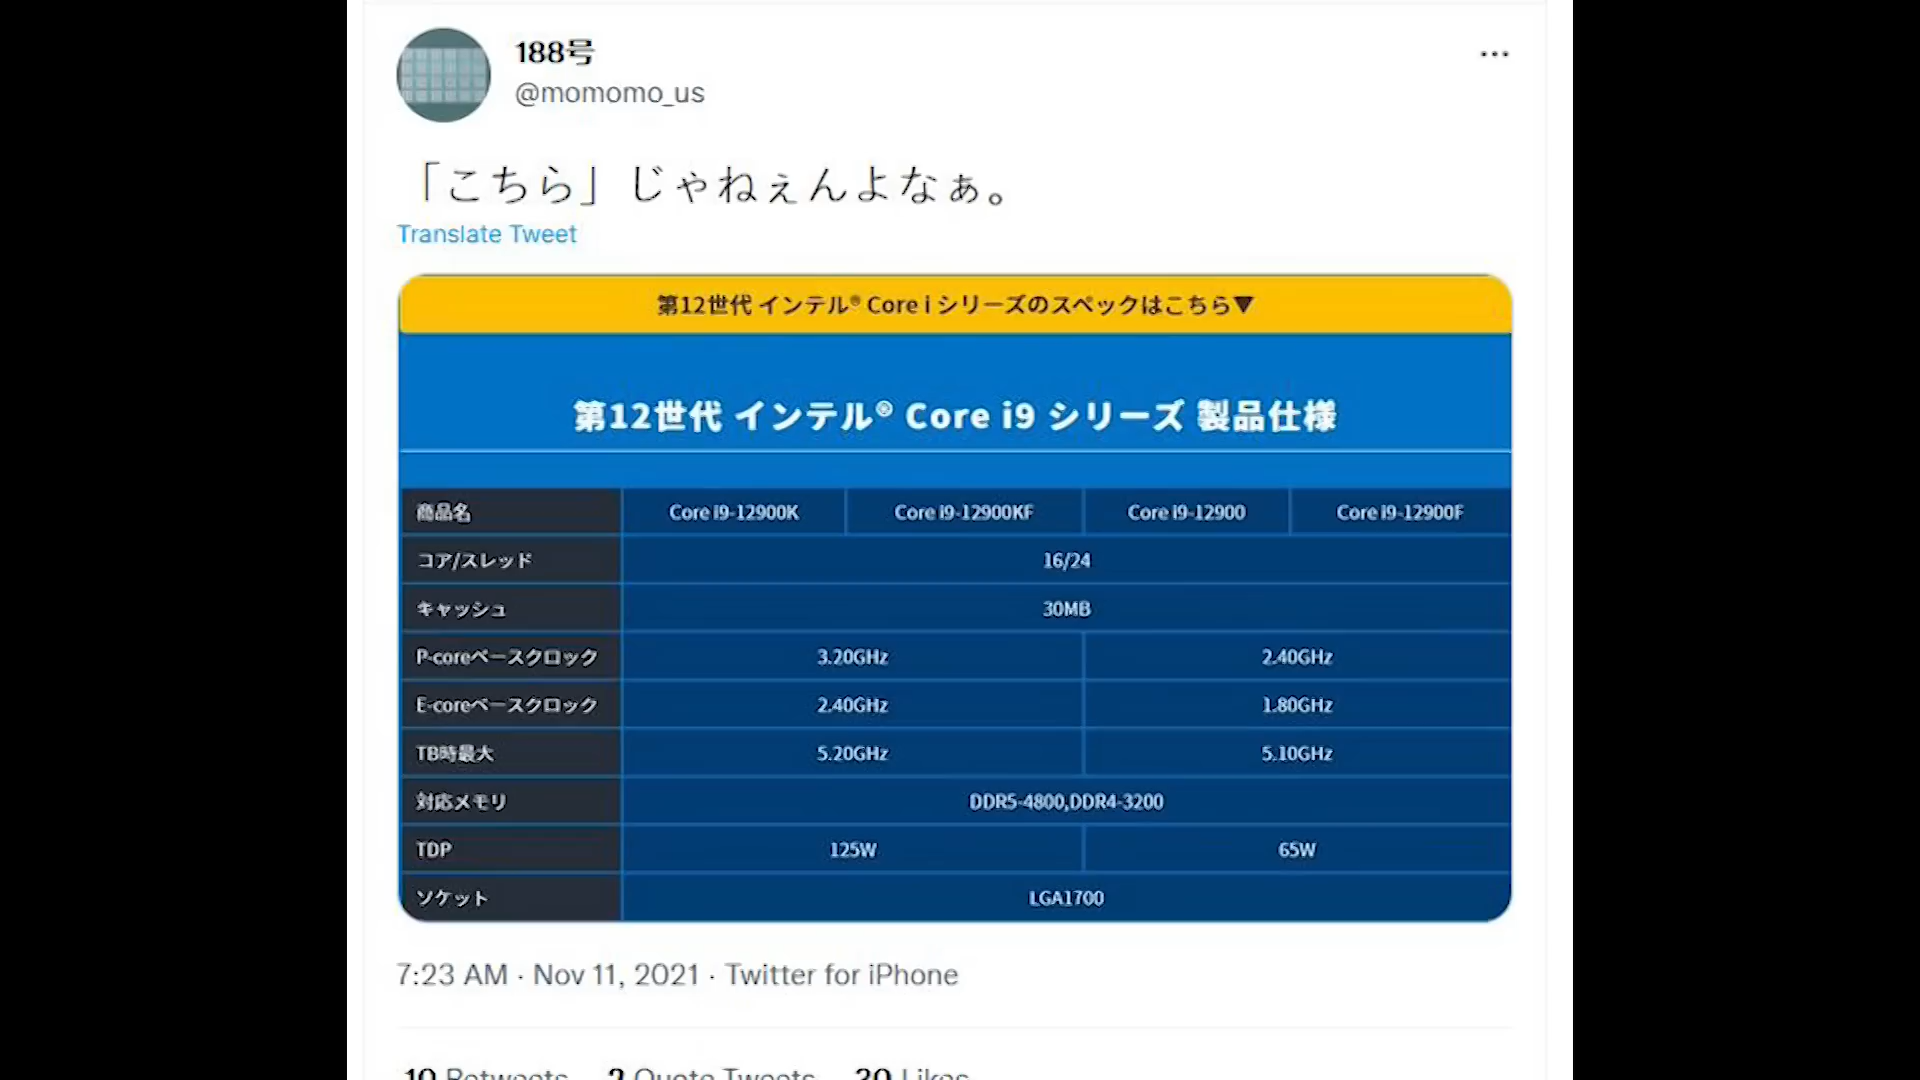 188号
@momomo_us
「こちら」じゃねぇんよなぁ。
Translate Tweet
第12世代 インテル® Core i シリーズのスペックはこちら▼
第12世代 インテル® Core i9 シリーズ 製品仕様
商品名 Core i9-12900K Core i9-12900KF Core i9-12900 Core i9-12900F
コア/スレッド 16/24
キャッシュ 30MB
P-coreベースクロック 3.20GHz 2.40GHz
E-coreベースクロック 2.40GHz 1.80GHz
TB時最大 5.20GHz 5.10GHz
対応メモリ DDR5-4800,DDR4-3200
TDP 125W 65W
ソケット LGA1700
7:23 AM · Nov 11, 2021 · Twitter for iPhone
10 Retweets 2 Quote Tweets 30 Likes